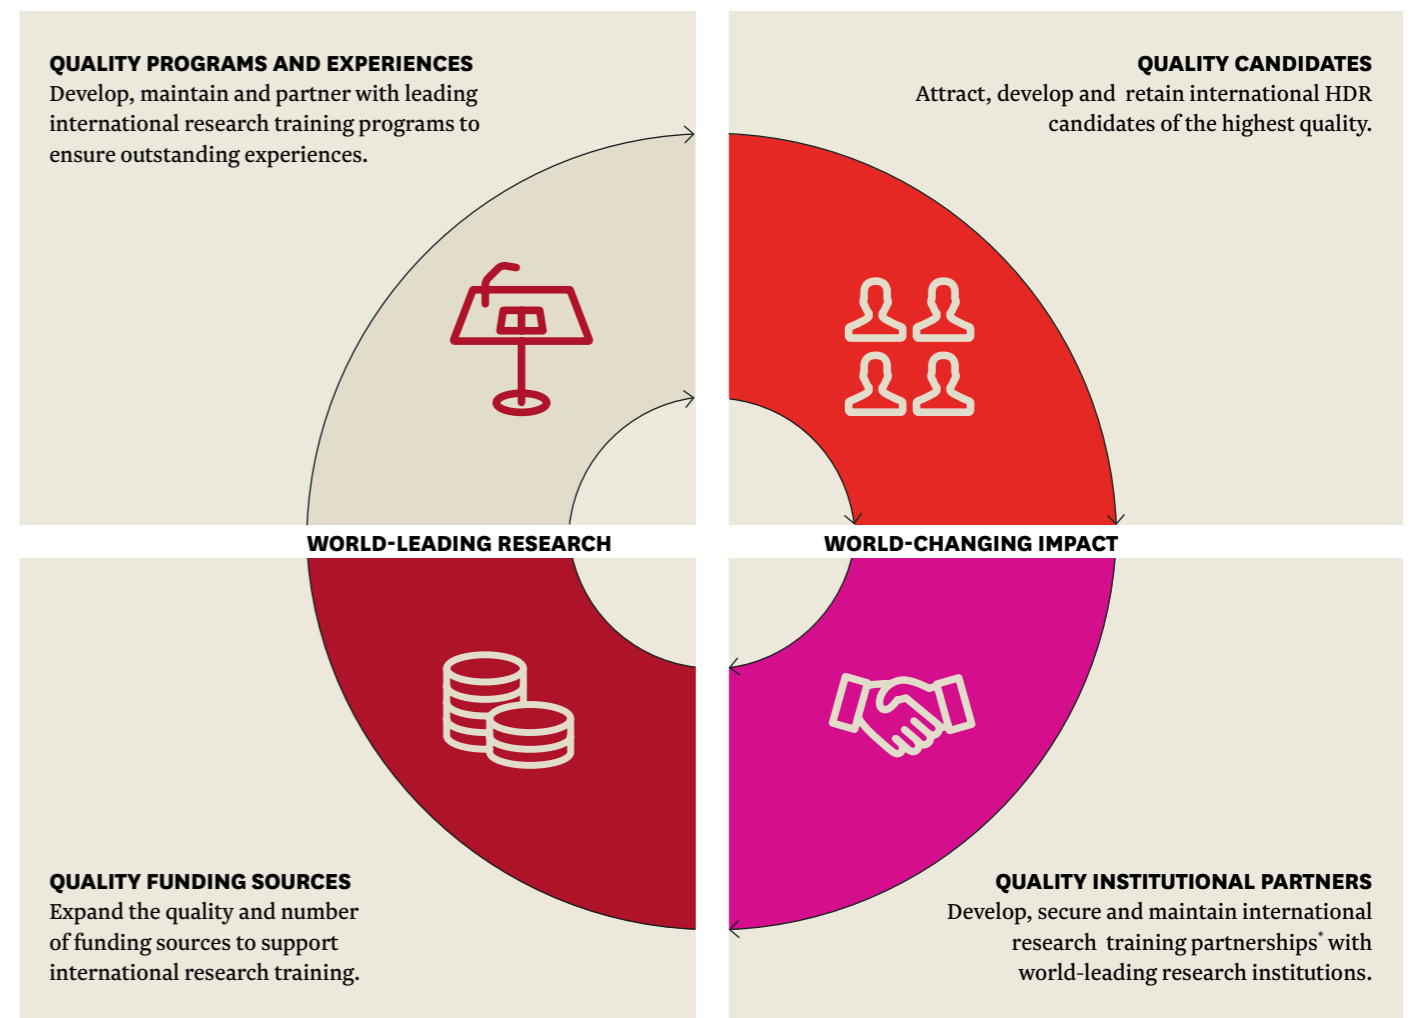 QUALITY PROGRAMS AND EXPERIENCES
Develop, maintain and partner with leading
international research training programs to
ensure outstanding experiences.
QUALITY CANDIDATES
Attract, develop and retain international HDR
candidates of the highest quality.
WORLD-LEADING RESEARCH
WORLD-CHANGING IMPACT
QUALITY FUNDING SOURCES
Expand the quality and number
of funding sources to support
international research training.
QUALITY INSTITUTIONAL PARTNERS
Develop, secure and maintain international
research training partnerships* with
world-leading research institutions.